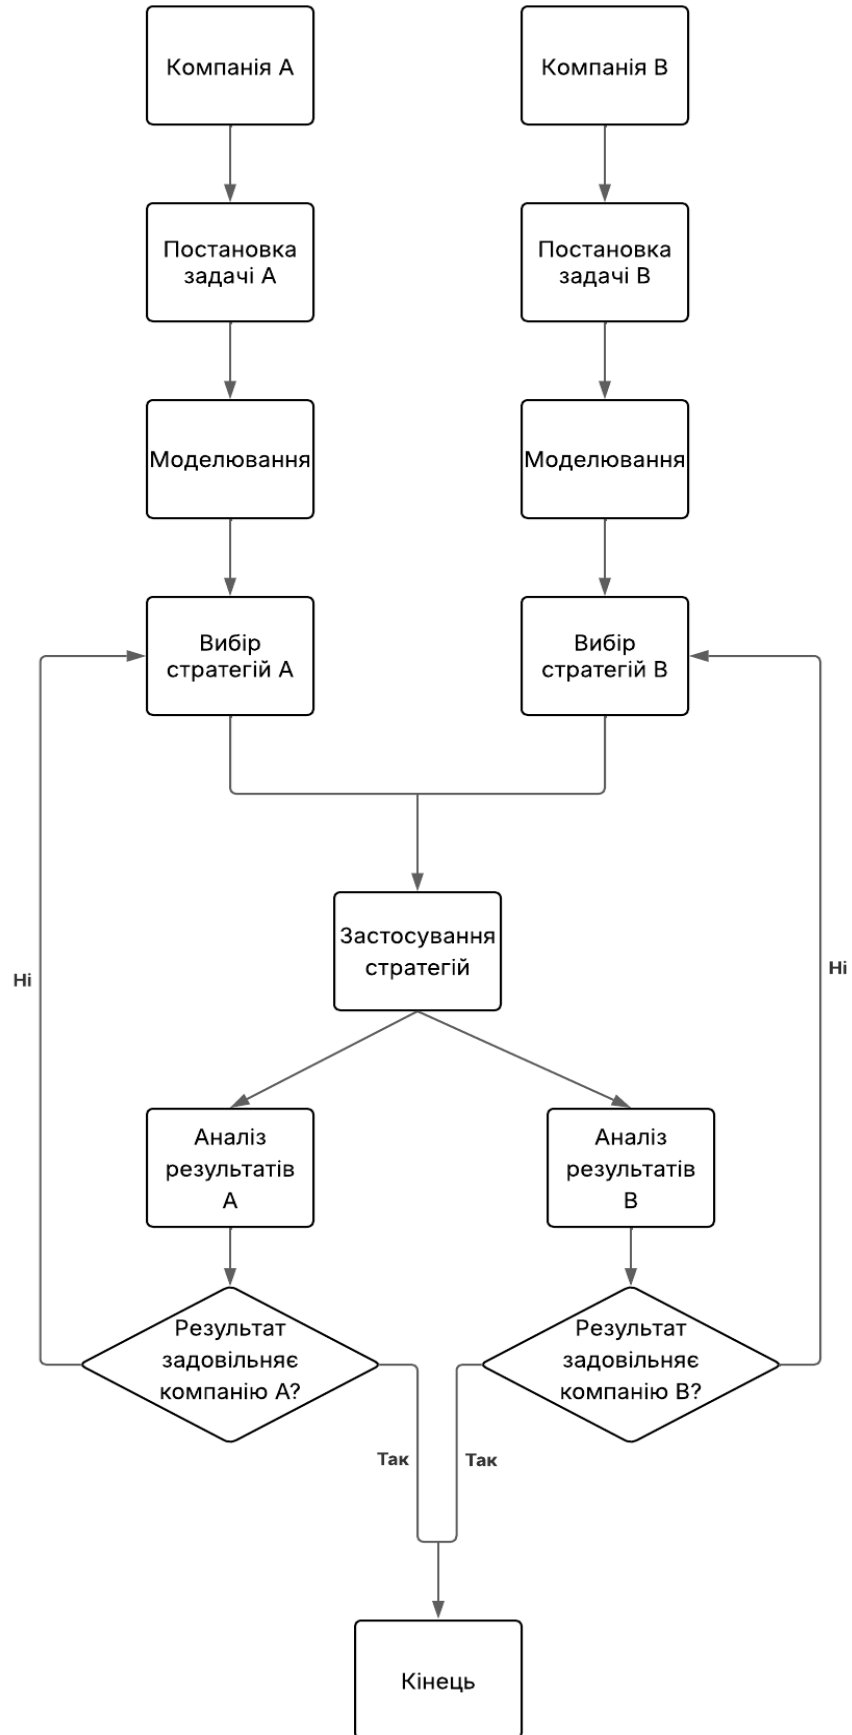 Компанія А
Компанія В
Постановка
задачі А
Постановка
задачі В
Моделювання
Моделювання
Вибір
стратегій А
Вибір
стратегій В
Застосування
стратегій
Ні
Ні
Аналіз
результатів
А
Аналіз
результатів
В
Результат
задовільняє
компанію А?
Результат
задовільняє
компанію В?
Так
Так
Кінець